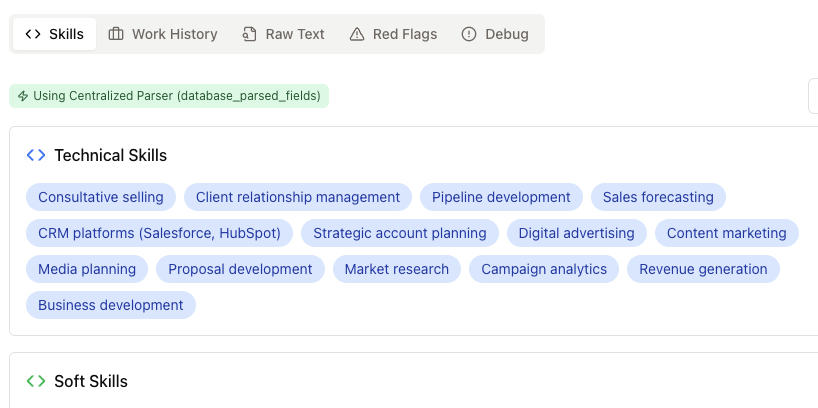 Skills Work History Raw Text Red Flags Debug
Using Centralized Parser (database_parsed_fields)
Technical Skills
Consultative selling Client relationship management Pipeline development Sales forecasting
CRM platforms (Salesforce, HubSpot) Strategic account planning Digital advertising Content marketing
Media planning Proposal development Market research Campaign analytics Revenue generation
Business development
Soft Skills